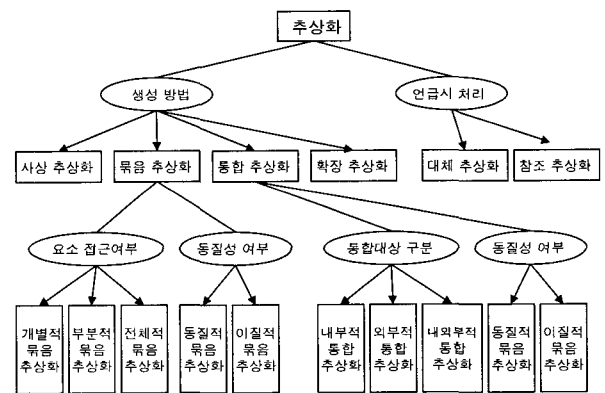 추상화
생성 방법
언급시 처리
사상 추상화
묶음 추상화
통합 추상화
확장 추상화
대체 추상화
참조 추상화
요소 접근여부
동질성 여부
통합대상 구분
동질성 여부
개별적
묶음
추상화
부분적
묶음
추상화
전체적
묶음
추상화
동질적
묶음
추상화
이질적
묶음
추상화
내부적
통합
추상화
외부적
통합
추상화
내외부적
통합
추상화
동질적
묶음
추상화
이질적
묶음
추상화